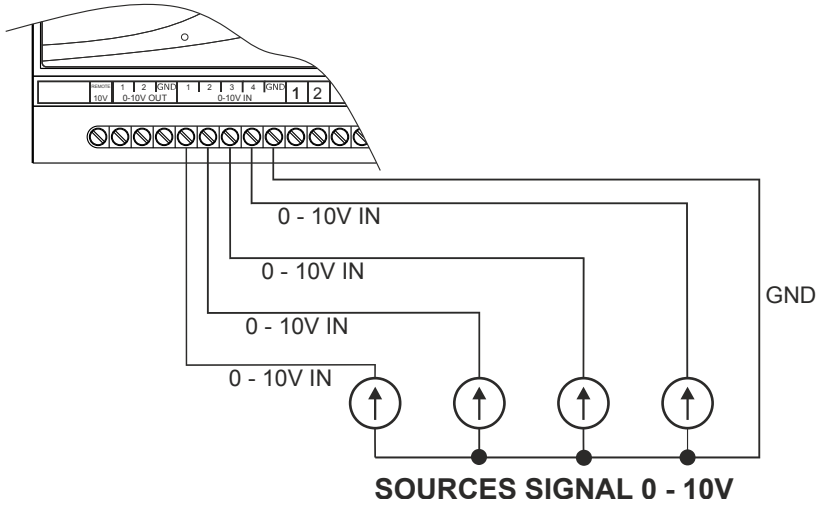 REMOTE 1 2 GND 1 2 3 4 GND 1 2
10V 0-10V OUT 0-10V IN
0 - 10V IN
0 - 10V IN
GND
0 - 10V IN
0 - 10V IN
SOURCES SIGNAL 0 - 10V